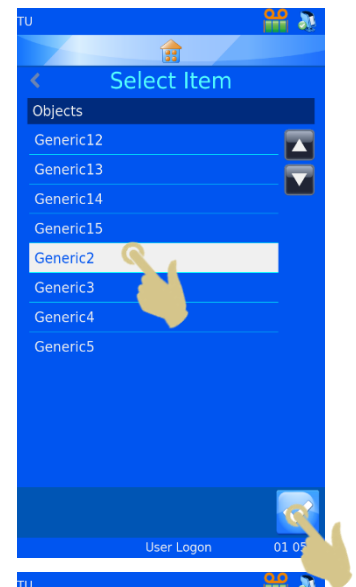 TU
Select Item
Objects
Generic12
Generic13
Generic14
Generic15
Generic2
Generic3
Generic4
Generic5
User Logon 01 05
TU